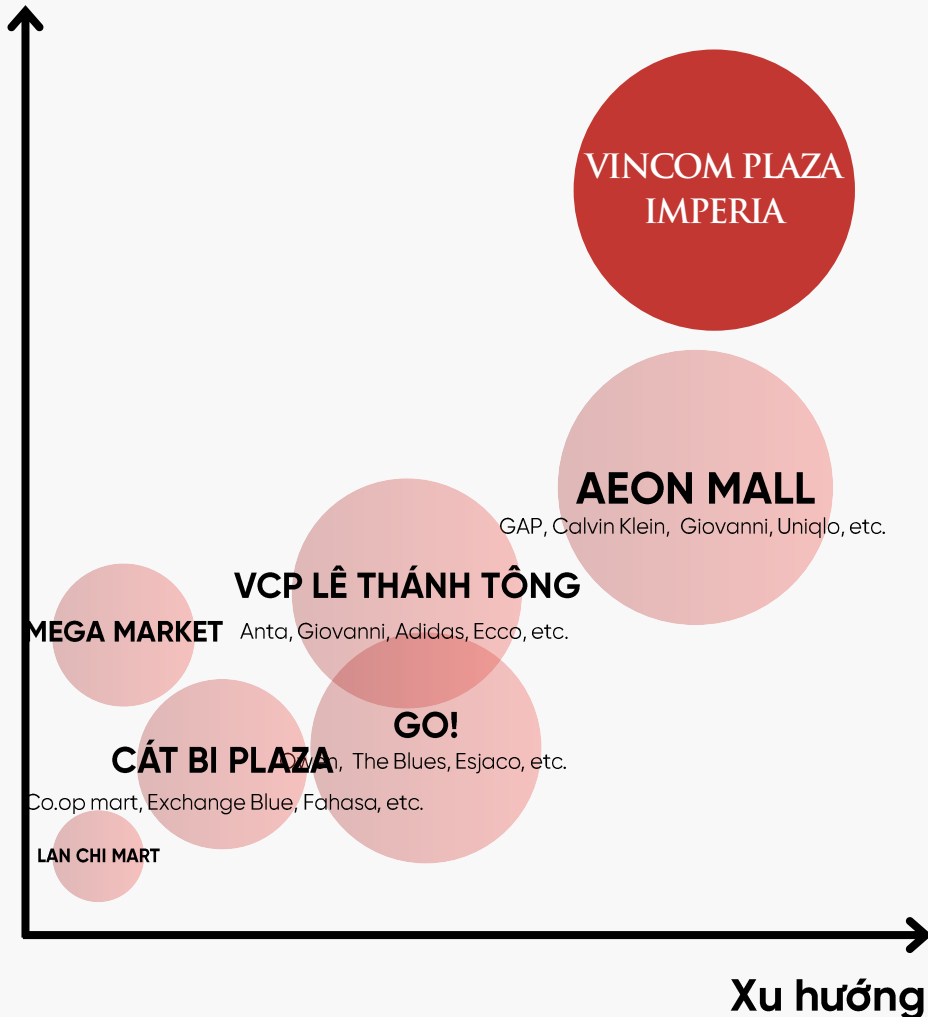 VINCOM PLAZA
IMPERIA
AEON MALL
GAP, Calvin Klein, Giovanni, Uniqlo, etc.
VCP LÊ THÁNH TÔNG
Anta, Giovanni, Adidas, Ecco, etc.
MEGA MARKET
GO!
Owen, The Blues, Esjaco, etc.
CÁT BI PLAZA
Co.op mart, Exchange Blue, Fahasa, etc.
LAN CHI MART
Xu hướng